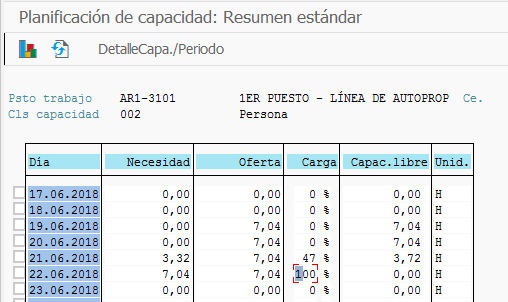 Planificación de capacidad: Resumen estándar
DetalleCapa./Periodo
Psto trabajo AR1-3101 1ER PUESTO - LÍNEA DE AUTOPROP Ce.
Cls capacidad 002 Persona
Día Necesidad Oferta Carga Capac.libre Unid.
17.06.2018 0,00 0,00 0 % 0,00 H
18.06.2018 0,00 0,00 0 % 0,00 H
19.06.2018 0,00 7,04 0 % 7,04 H
20.06.2018 0,00 7,04 0 % 7,04 H
21.06.2018 3,32 7,04 47 % 3,72 H
22.06.2018 7,04 7,04 100 % 0,00 H
23.06.2018 0,00 0,00 0 % 0,00 H